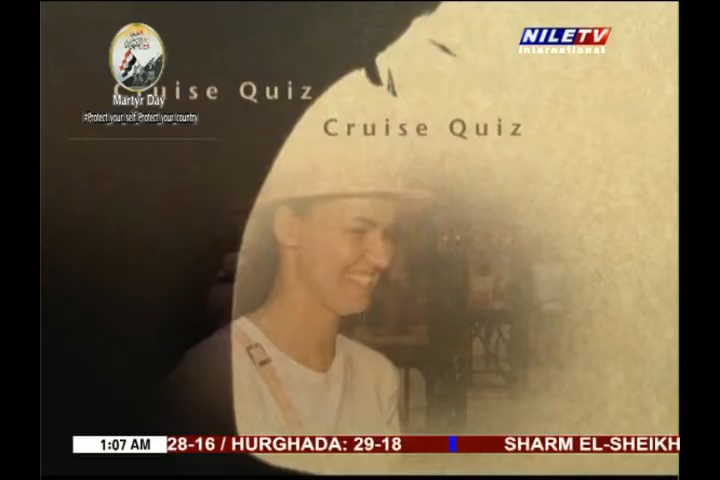 NILETV
International
Cruise Quiz
Martyr Day
#Protect your self. Protect your country
Cruise Quiz
1:07 AM 28-16 / HURGHADA: 29-18 SHARM EL-SHEIKH